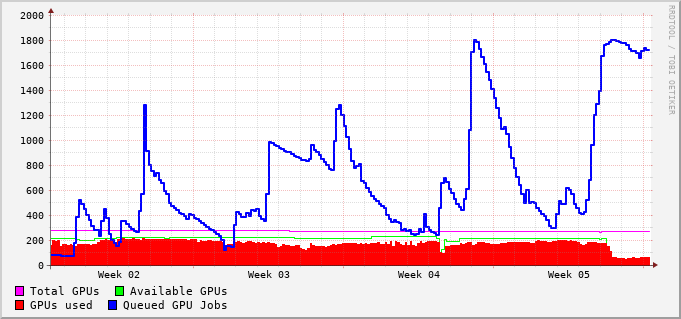 2000
1800
1600
1400
1200
1000
800
600
400
200
0
Week 02 Week 03 Week 04 Week 05
Total GPUs Available GPUs
GPUs used Queued GPU Jobs
RRDTOOL / TOBI OETIKER